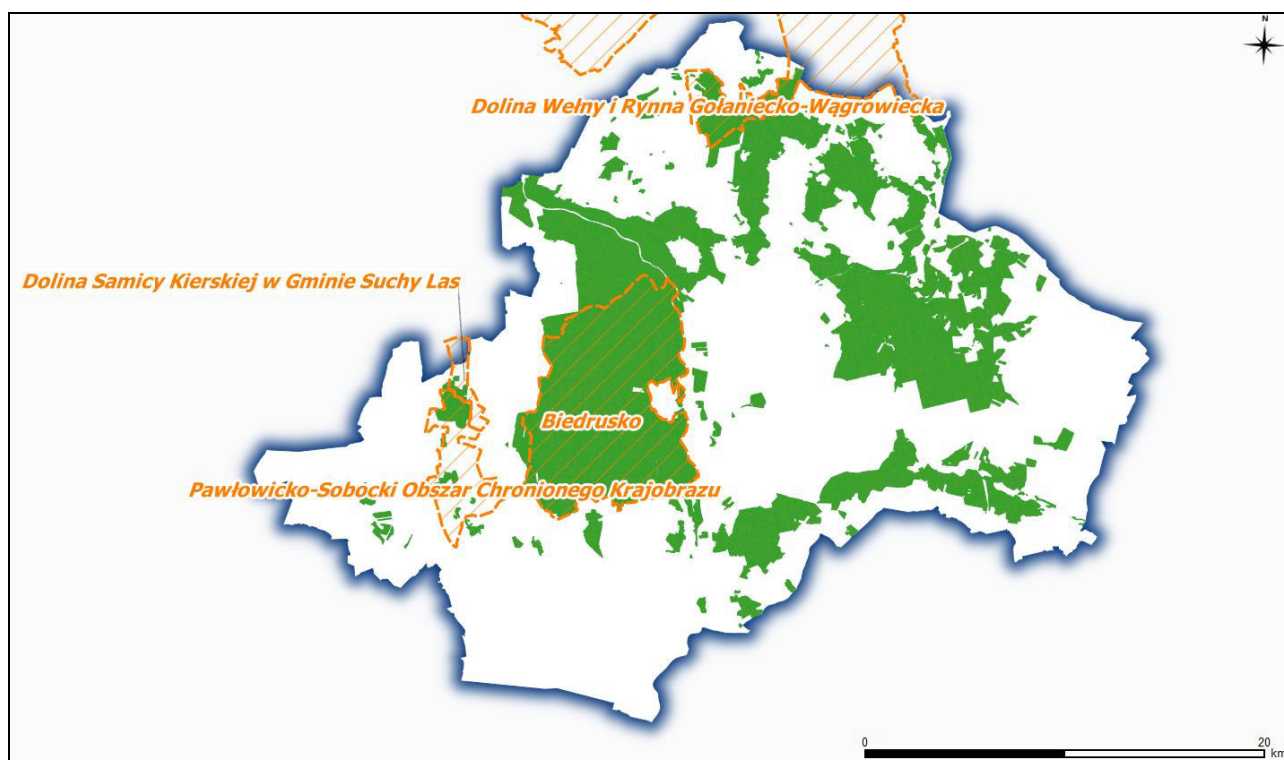 N
Dolina Wełny i Rynna Gołaniecko-Wągrowiecka
Dolina Samicy Kierskiej w Gminie Suchy Las
Biedrusko
Pawłowicko-Sobocki Obszar Chronionego Krajobrazu
0 20
km